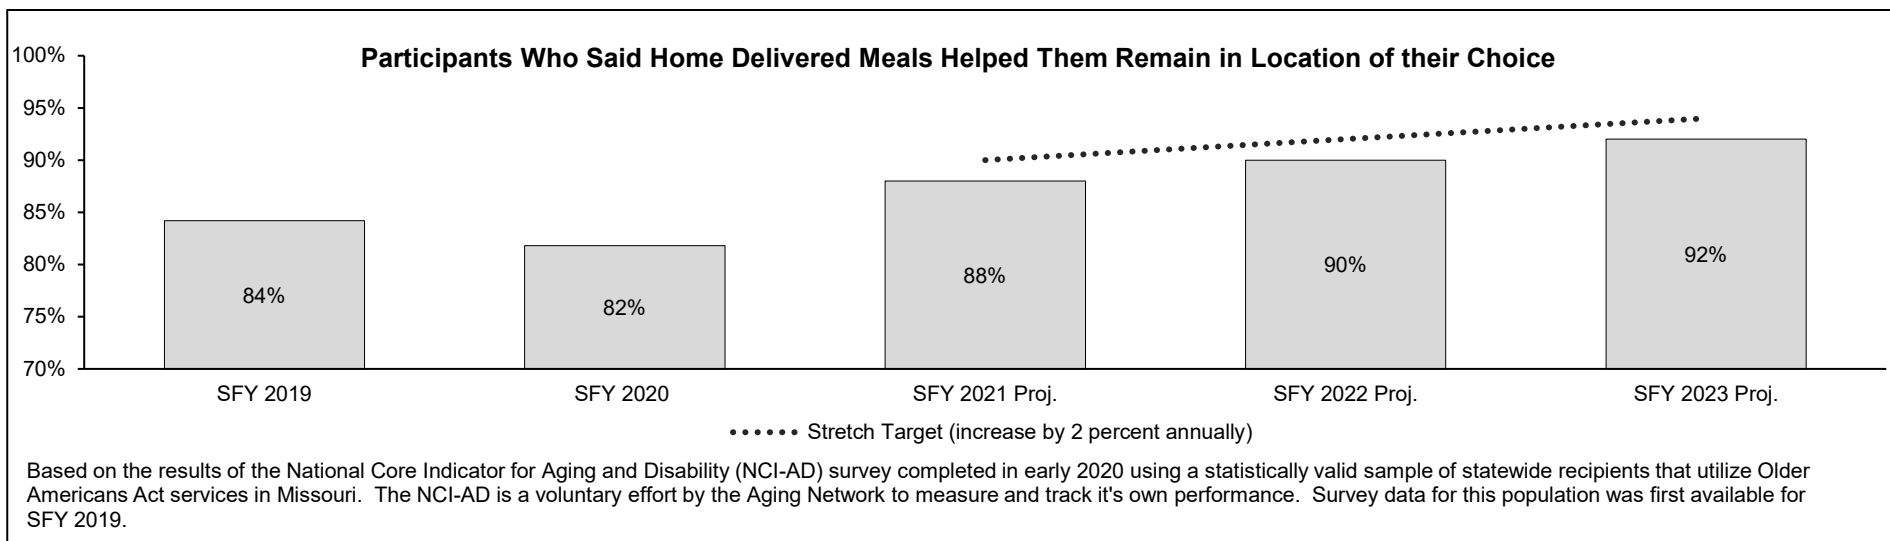 Participants Who Said Home Delivered Meals Helped Them Remain in Location of their Choice
100%
95%
90%
85%
80%
75%
70%
84%
82%
88%
90%
92%
SFY 2019
SFY 2020
SFY 2021 Proj.
SFY 2022 Proj.
SFY 2023 Proj.
Stretch Target (increase by 2 percent annually)
Based on the results of the National Core Indicator for Aging and Disability (NCI-AD) survey completed in early 2020 using a statistically valid sample of statewide recipients that utilize Older
Americans Act services in Missouri.  The NCI-AD is a voluntary effort by the Aging Network to measure and track it's own performance.  Survey data for this population was first available for
SFY 2019.